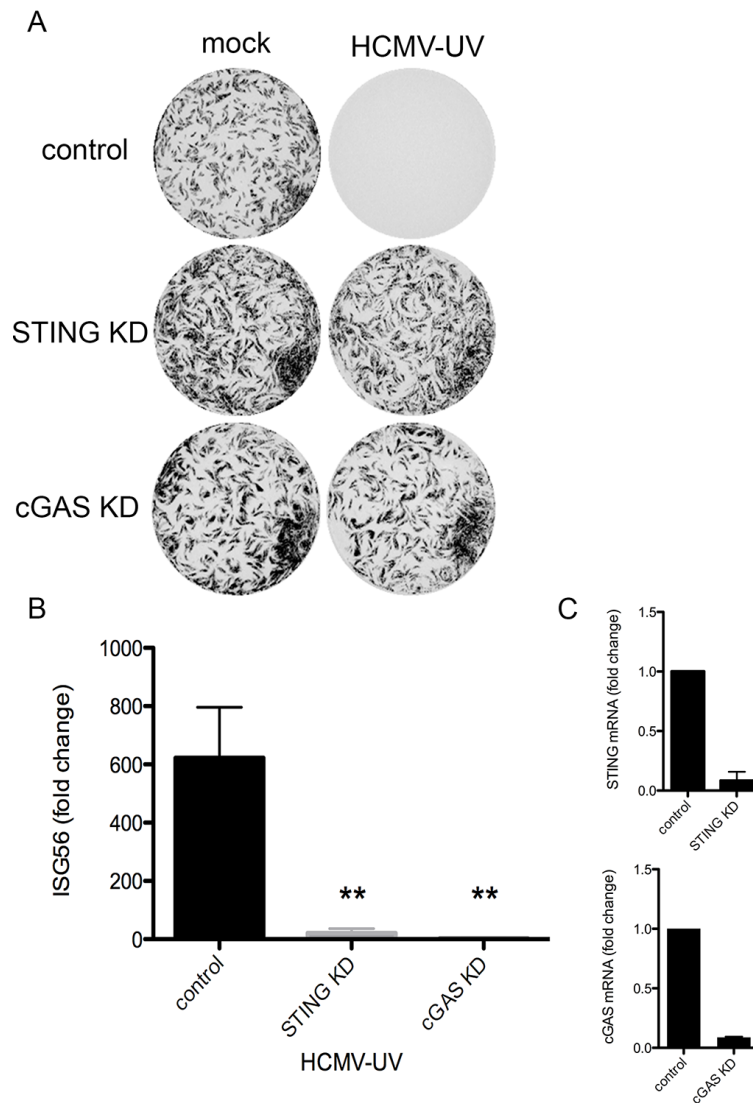 A
mock HCMV-UV
control
STING KD
cGAS KD
B
ISG56 (fold change)
1000
800
600
400
200
0
**
**
control
STING KD
cGAS KD
HCMV-UV
C
STING mRNA (fold change)
1.5
1.0
0.5
0.0
control
STING KD
cGAS mRNA (fold change)
1.5
1.0
0.5
0.0
control
cGAS KD